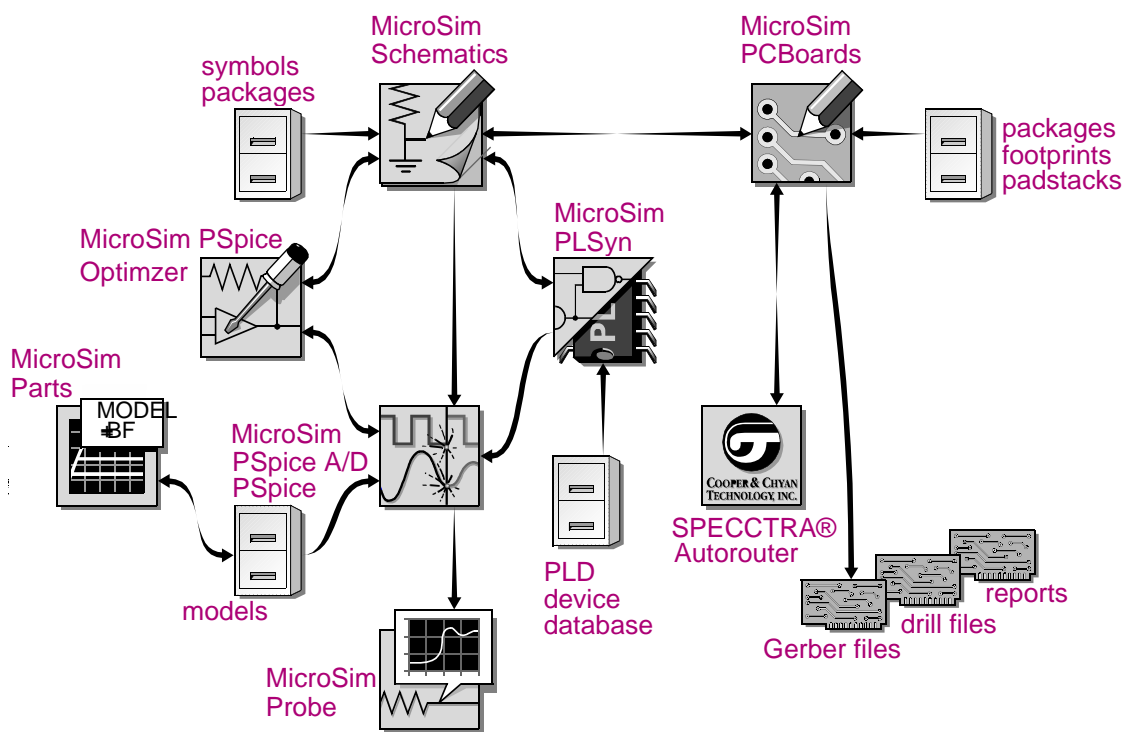 MicroSim
Schematics
MicroSim
PCBoards
symbols
packages
packages
footprints
padstacks
MicroSim PSpice
Optimzer
MicroSim
PLSyn
PL
MicroSim
Parts
MODEL
BF
MicroSim
PSpice A/D
PSpice
models
COOPER & CHYAN
TECHNOLOGY, INC.
SPECCTRA®
Autorouter
PLD
device
database
reports
drill files
Gerber files
MicroSim
Probe